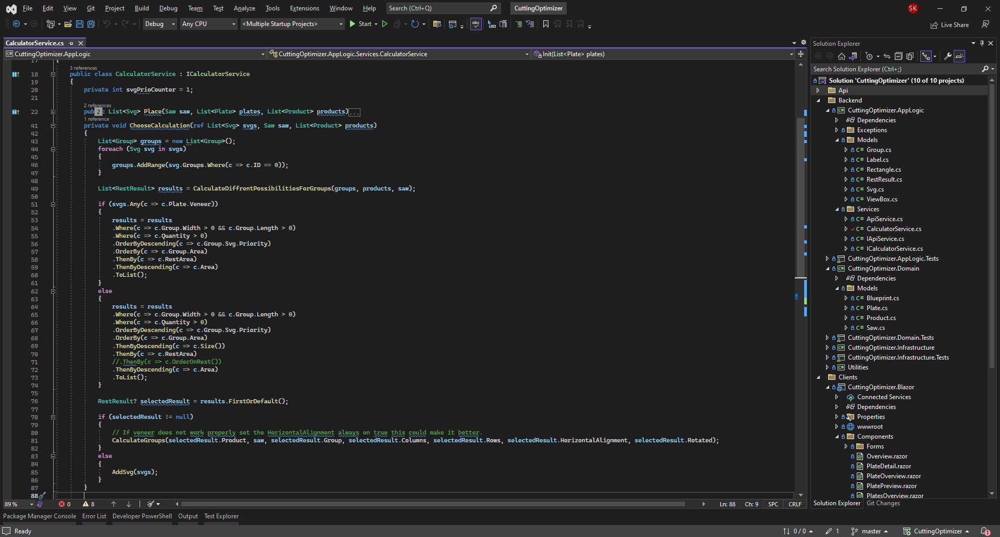 File Edit View Git Project Build Debug Team Test Analyze Tools Extensions Window Help Search (Ctrl+Q) CuttingOptimizer SK
Debug Any CPU <Multiple Startup Projects> Start abc Live Share
CalculatorService.cs
CuttingOptimizer.AppLogic CuttingOptimizer.AppLogic.Services.CalculatorService Init(List<Plate> plates)
17 {
3 references
18 public class CalculatorService : ICalculatorService
19 {
20 private int svgPrioCounter = 1;
21
2 references
22 public List<Svg> Place(Saw saw, List<Plate> plates, List<Product> products)...
2
1 reference
41 private void ChooseCalculation(ref List<Svg> svgs, Saw saw, List<Product> products)
42 {
43 List<Group> groups = new List<Group>();
44 foreach (Svg svg in svgs)
45 {
46 groups.AddRange(svg.Groups.Where(c => c.ID == 0));
47 }
48
49 List<RestResult> results = CalculateDiffrentPossibilitiesForGroups(groups, products, saw);
50
51 if (svgs.Any(c => c.Plate.Veneer))
52 {
53 results = results
54 .Where(c => c.Group.Width > 0 && c.Group.Length > 0)
55 .Where(c => c.Quantity > 0)
56 .OrderByDescending(c => c.Group.Svg.Priority)
57 .OrderBy(c => c.Group.Area)
58 .ThenBy(c => c.RestArea)
59 .ThenByDescending(c => c.Area)
60 .ToList();
61 }
62 else
63 {
64 results = results
65 .Where(c => c.Group.Width > 0 && c.Group.Length > 0)
66 .Where(c => c.Quantity > 0)
67 .OrderByDescending(c => c.Group.Svg.Priority)
68 .OrderBy(c => c.Group.Area)
69 .ThenByDescending(c => c.Size())
70 .ThenBy(c => c.RestArea)
71 //.ThenBy(c => c.OrderOnRest())
72 .ThenByDescending(c => c.Area)
73 .ToList();
74 }
75
76 RestResult? selectedResult = results.FirstOrDefault();
77
78 if (selectedResult != null)
79 {
80 // If veneer does not work properly set the HorizontalAlignment always on true this could make it better.
81 CalculateGroups(selectedResult.Product, saw, selectedResult.Group, selectedResult.Columns, selectedResult.Rows, selectedResult.HorizontalAlignment, selectedResult.Rotated);
82 }
83 else
84 {
85 AddSvg(svgs);
86 }
87 }
88
89 % 0 8 Ln: 88 Ch: 9 SPC CRLF
Solution Explorer
Search Solution Explorer (Ctrl+;)
Solution 'CuttingOptimizer' (10 of 10 projects)
Api
Backend
CuttingOptimizer.AppLogic
Dependencies
Exceptions
Models
C# Group.cs
C# Label.cs
C# Rectangle.cs
C# RestResult.cs
C# Svg.cs
C# ViewBox.cs
Services
C# ApiService.cs
C# CalculatorService.cs
C# IApiService.cs
C# ICalculatorService.cs
CuttingOptimizer.AppLogic.Tests
CuttingOptimizer.Domain
Dependencies
Models
C# Blueprint.cs
C# Plate.cs
C# Product.cs
C# Saw.cs
CuttingOptimizer.Domain.Tests
CuttingOptimizer.Infrastructure
CuttingOptimizer.Infrastructure.Tests
Utilities
Clients
CuttingOptimizer.Blazor
Connected Services
Dependencies
Properties
wwwroot
Components
Forms
Overview.razor
PlateDetail.razor
PlateOverview.razor
PlatePreview.razor
PlatesOverview.razor
Solution Explorer Git Changes
Package Manager Console Error List Developer PowerShell Output Test Explorer
Ready 0 / 0 1 master CuttingOptimizer 1